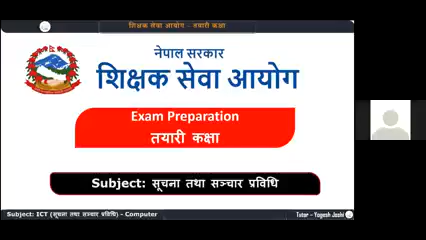 शिक्षक सेवा आयोग – तयारी कक्षा
नेपाल सरकार
शिक्षक सेवा आयोग
Exam Preparation
तयारी कक्षा
Subject: सूचना तथा सञ्चार प्रविधि
Subject: ICT (सूचना तथा सञ्चार प्रविधि) – Computer
Tutor – Yogesh Joshi